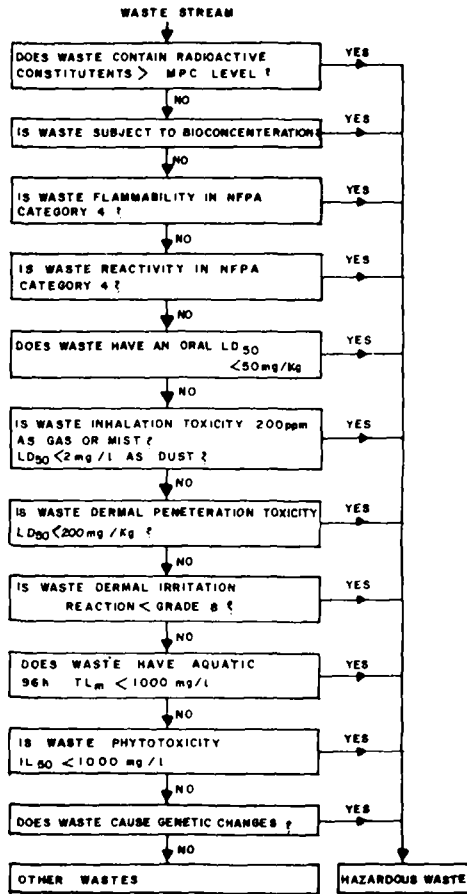 WASTE STREAM
DOES WASTE CONTAIN RADIOACTIVE
CONSTITUTENTS > MPC LEVEL ?
YES
NO
IS WASTE SUBJECT TO BIOCONCENTERATION?
YES
NO
IS WASTE FLAMMABILITY IN NFPA
CATEGORY 4 ?
YES
NO
IS WASTE REACTIVITY IN NFPA
CATEGORY 4 ?
YES
NO
DOES WASTE HAVE AN ORAL LD50
<50mg/Kg
YES
NO
IS WASTE INHALATION TOXICITY 200ppm
AS GAS OR MIST ?
LD50 <2 mg/l AS DUST ?
YES
NO
IS WASTE DERMAL PENETERATION TOXICITY
LD50<200mg/Kg ?
YES
NO
IS WASTE DERMAL IRRITATION
REACTION < GRADE 8 ?
YES
NO
DOES WASTE HAVE AQUATIC
96h TLm <1000 mg/l
YES
NO
IS WASTE PHYTOTOXICITY
IL50 <1000 mg/l
YES
NO
DOES WASTE CAUSE GENETIC CHANGES ?
YES
NO
OTHER WASTES
HAZARDOUS WASTE